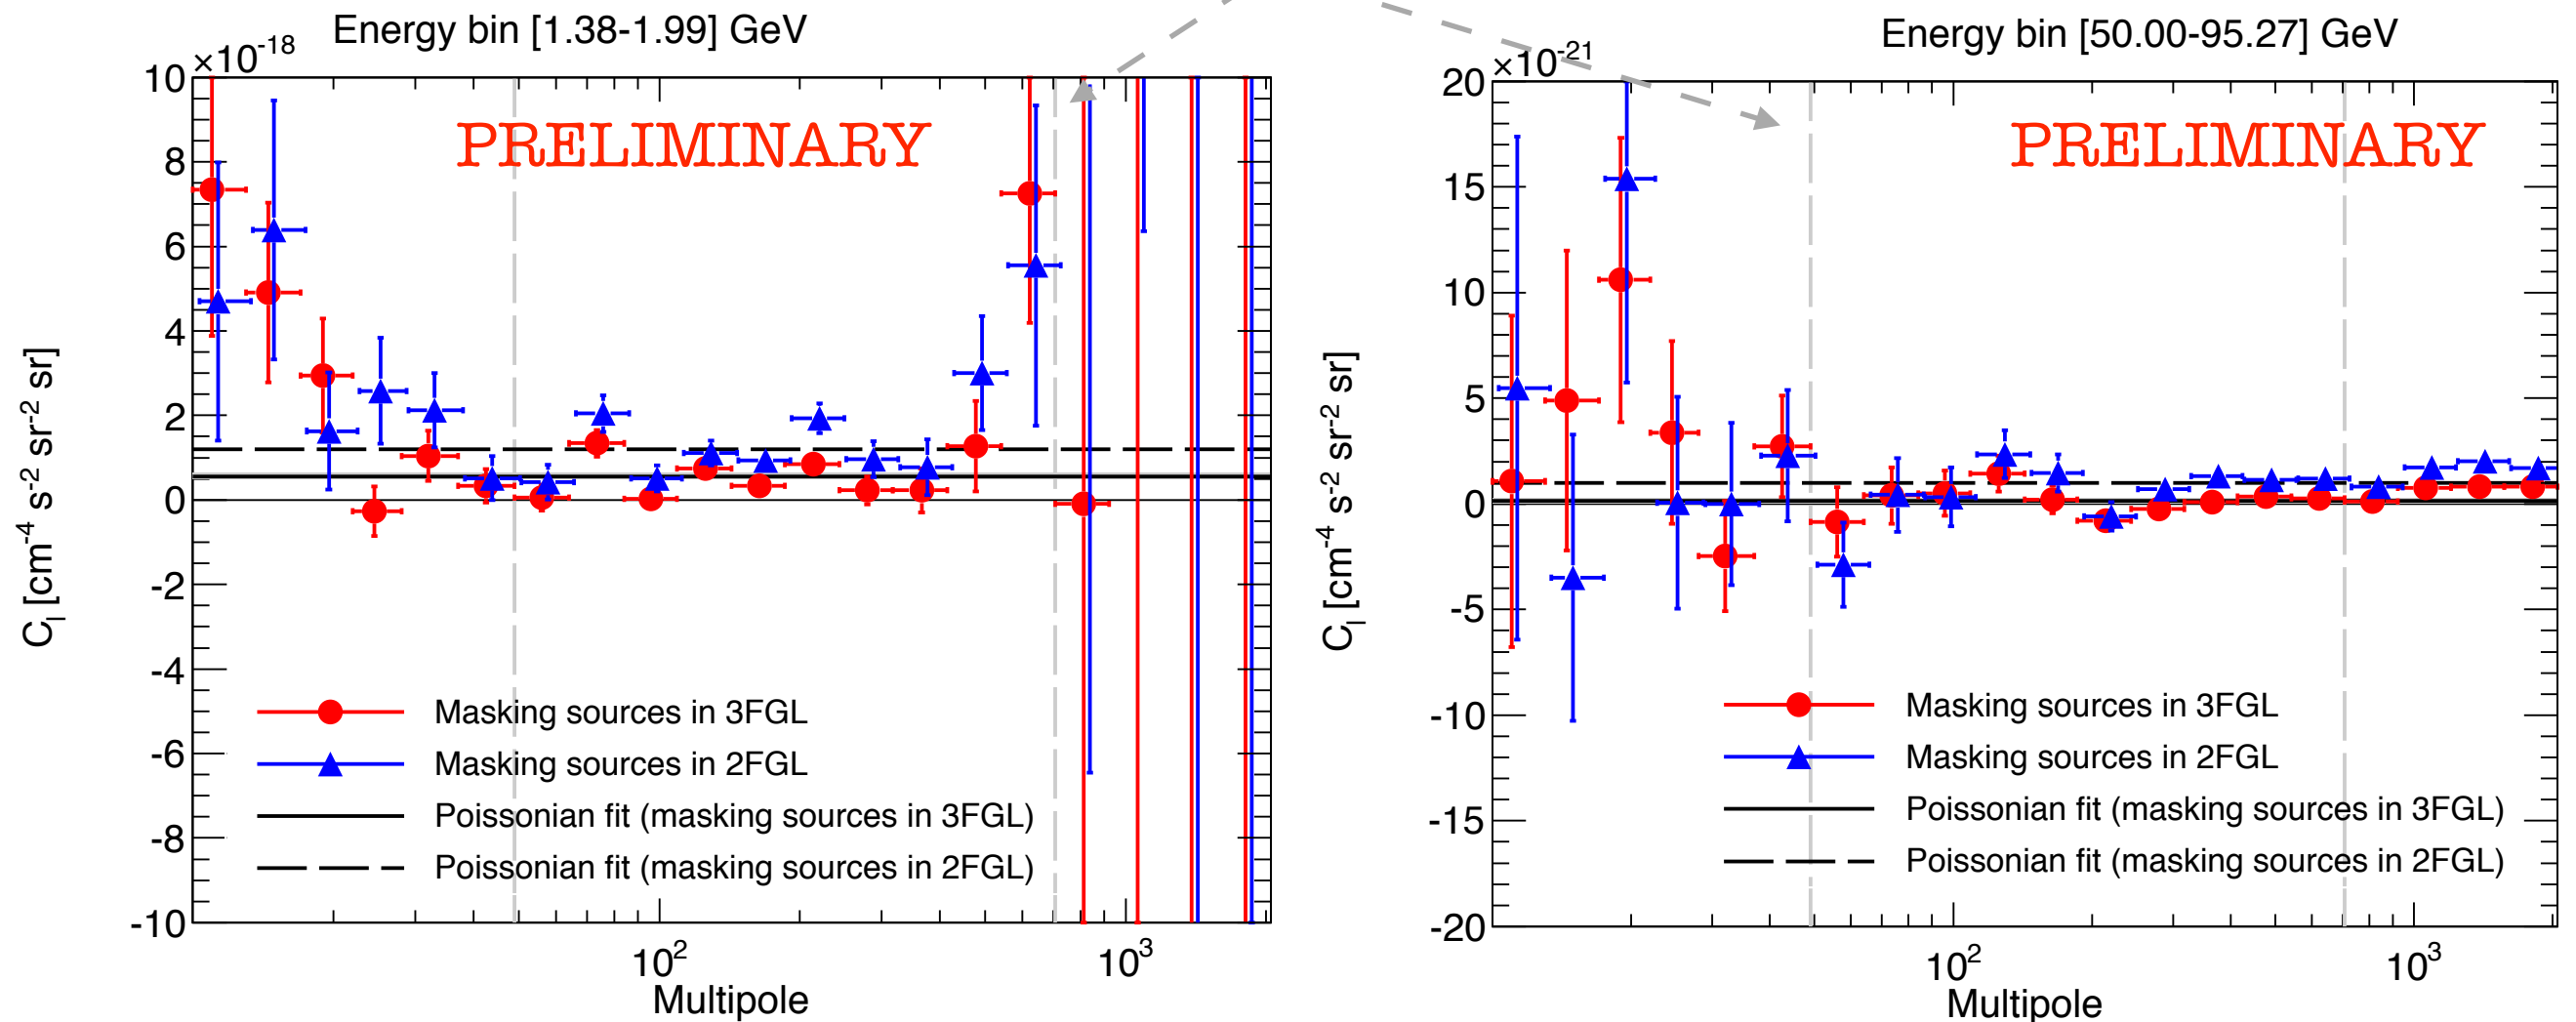 Energy bin [1.38-1.99] GeV
×10-18
PRELIMINARY
10
8
6
4
2
0
-2
-4
-6
-8
-10
Cl [cm-4 s-2 sr-2 sr]
Masking sources in 3FGL
Masking sources in 2FGL
Poissonian fit (masking sources in 3FGL)
Poissonian fit (masking sources in 2FGL)
102
103
Multipole
Energy bin [50.00-95.27] GeV
×10-21
PRELIMINARY
20
15
10
5
0
-5
-10
-15
-20
Cl [cm-4 s-2 sr-2 sr]
Masking sources in 3FGL
Masking sources in 2FGL
Poissonian fit (masking sources in 3FGL)
Poissonian fit (masking sources in 2FGL)
102
103
Multipole